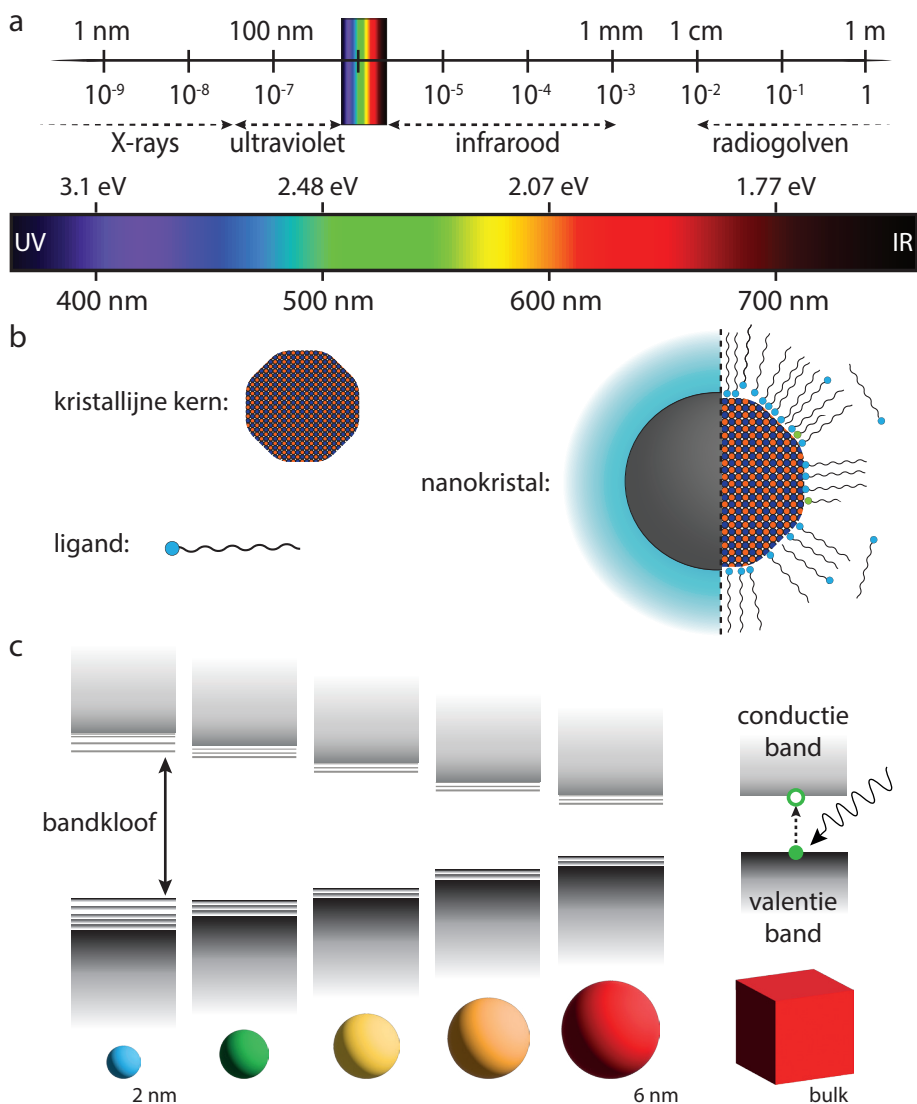 a
1 nm 100 nm 1 mm 1 cm 1 m
10⁻⁹ 10⁻⁸ 10⁻⁷ 10⁻⁵ 10⁻⁴ 10⁻³ 10⁻² 10⁻¹ 1
X-rays ultraviolet infrarood radiogolven
3.1 eV 2.48 eV 2.07 eV 1.77 eV
UV IR
400 nm 500 nm 600 nm 700 nm
b
kristallijne kern:
nanokristal:
ligand:
c
conductie
band
bandkloof
valentie
band
2 nm 6 nm bulk